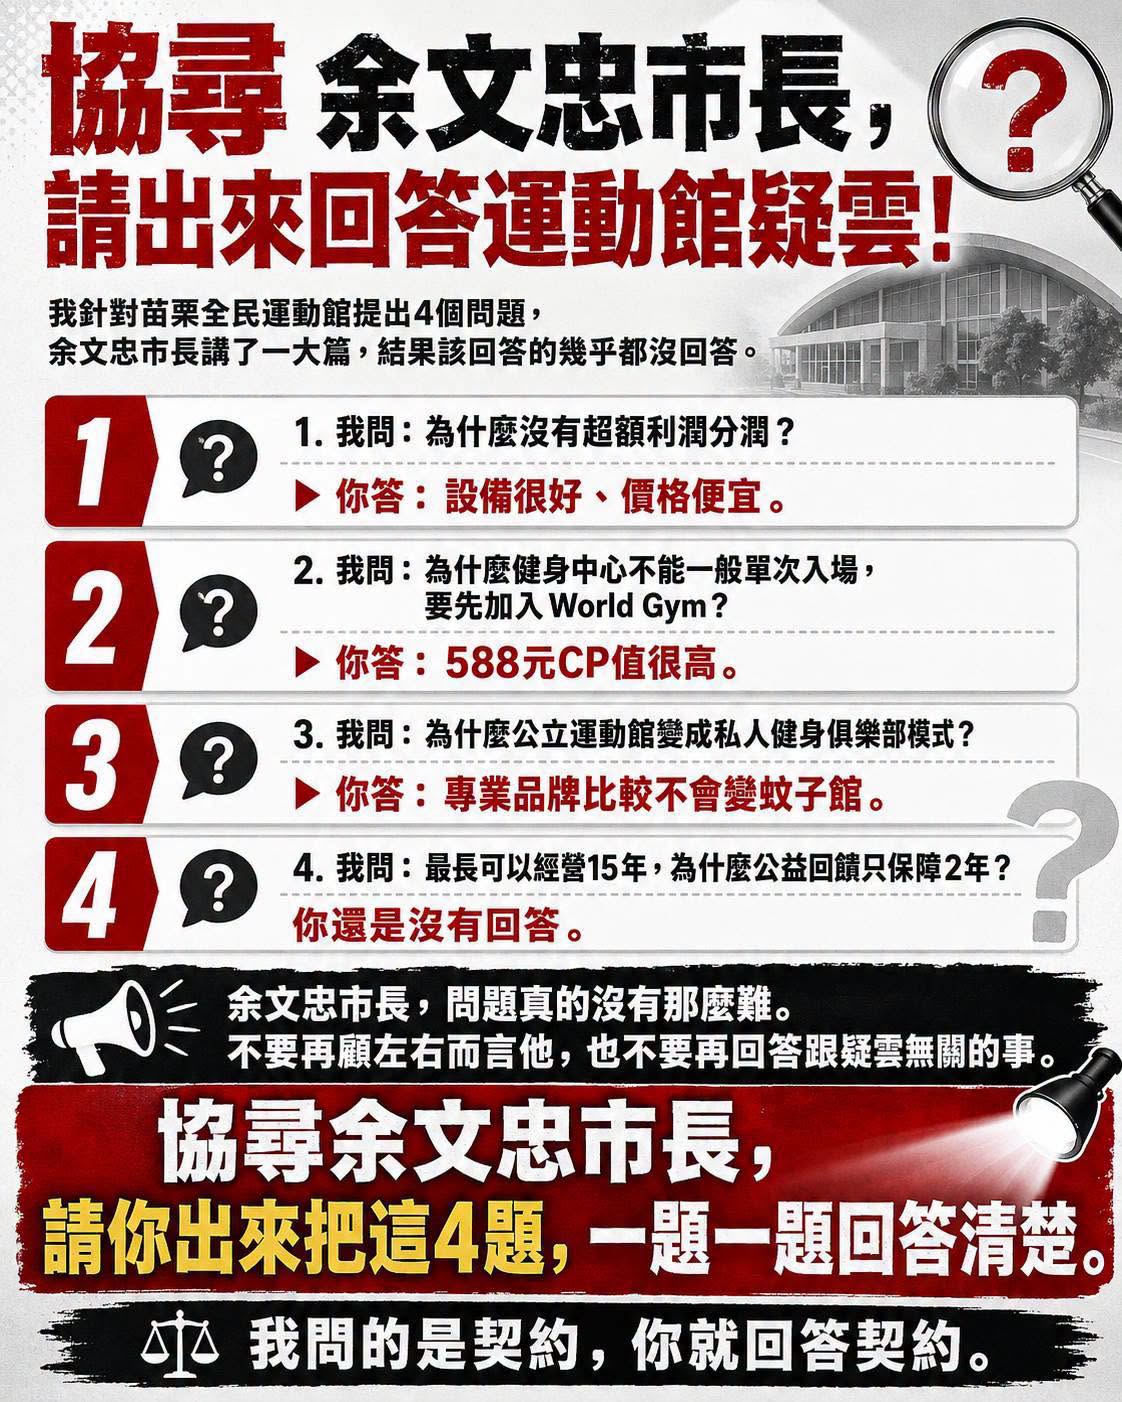 協尋 余文忠市長，
請出來回答運動館疑雲！
?
我針對苗栗全民運動館提出4個問題，
余文忠市長講了一大篇，結果該回答的幾乎都沒回答。
1
?
1. 我問：為什麼沒有超額利潤分潤？
▶ 你答：設備很好、價格便宜。
2
?
2. 我問：為什麼健身中心不能一般單次入場，
要先加入World Gym？
▶ 你答：588元CP值很高。
3
?
3. 我問：為什麼公立運動館變成私人健身俱樂部模式？
▶ 你答：專業品牌比較不會變蚊子館。
4
?
4. 我問：最長可以經營15年，為什麼公益回饋只保障2年？
你還是沒有回答。
?
余文忠市長，問題真的沒有那麼難。
不要再顧左右而言他，也不要再回答跟疑雲無關的事。
協尋余文忠市長，
請你出來把這4題，一題一題回答清楚。
我問的是契約，你就回答契約。